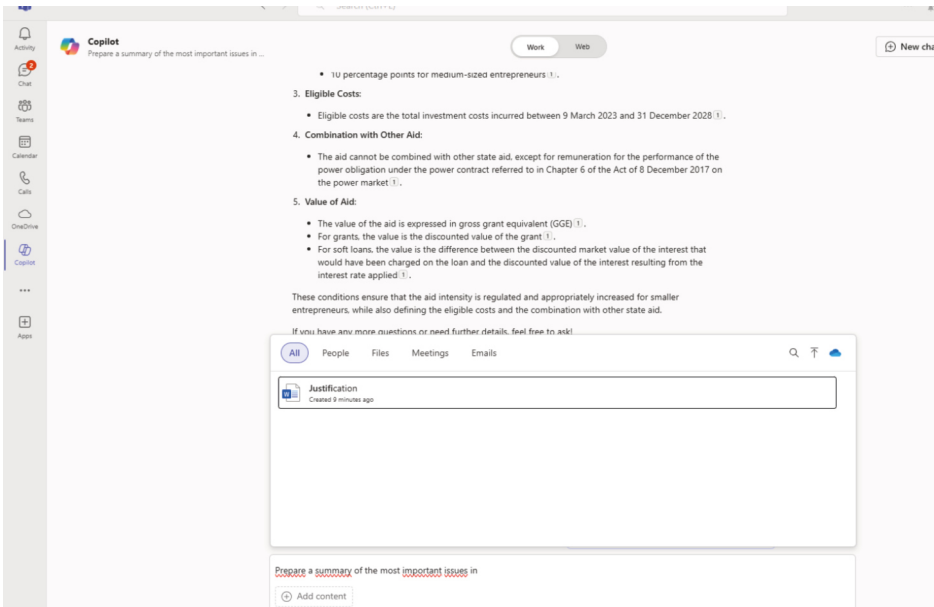 Search (Ctrl+E)
Activity
Copilot
Prepare a summary of the most important issues in ...
Work
Web
New cha
2
Chat
Teams
Calendar
Calls
OneDrive
Copilot
Apps
• 10 percentage points for medium-sized entrepreneurs 1.
3. Eligible Costs:
• Eligible costs are the total investment costs incurred between 9 March 2023 and 31 December 2028 1.
4. Combination with Other Aid:
• The aid cannot be combined with other state aid, except for remuneration for the performance of the
power obligation under the power contract referred to in Chapter 6 of the Act of 8 December 2017 on
the power market 1.
5. Value of Aid:
• The value of the aid is expressed in gross grant equivalent (GGE) 1.
• For grants, the value is the discounted value of the grant 1.
• For soft loans, the value is the difference between the discounted market value of the interest that
would have been charged on the loan and the discounted value of the interest resulting from the
interest rate applied 1.
These conditions ensure that the aid intensity is regulated and appropriately increased for smaller
entrepreneurs, while also defining the eligible costs and the combination with other state aid.
If you have any more questions or need further details, feel free to ask!
All
People
Files
Meetings
Emails
Justification
Created 9 minutes ago
Prepare a summary of the most important issues in
Add content